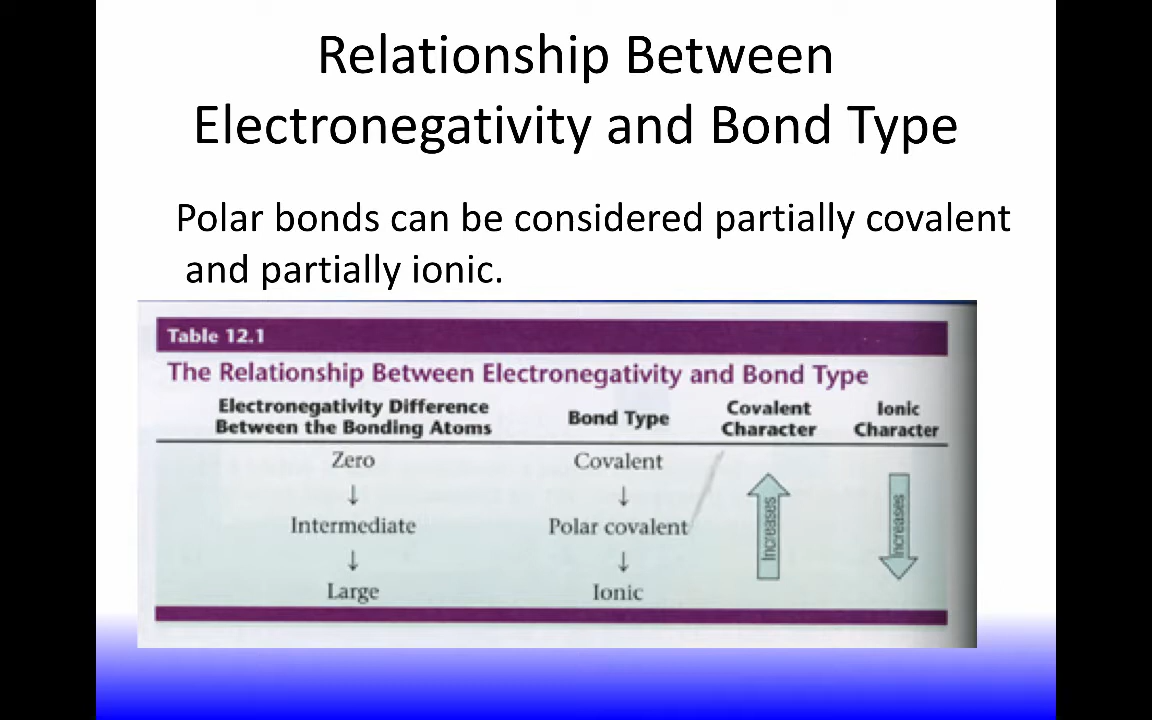 Relationship Between
Electronegativity and Bond Type
Polar bonds can be considered partially covalent
and partially ionic.
Table 12.1
The Relationship Between Electronegativity and Bond Type
Electronegativity Difference
Between the Bonding Atoms
Bond Type
Covalent
Character
Ionic
Character
Zero
Covalent
↓
↓
Intermediate
Polar covalent
↓
↓
Large
Ionic
Increases
Increases